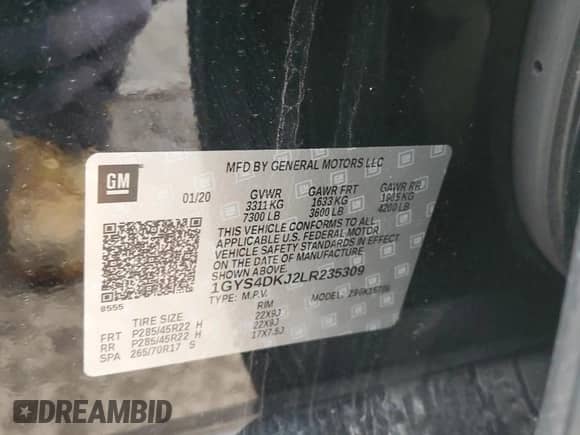 MFD BY GENERAL MOTORS LLC
GM
01/20
GVWR GAWR FRT GAWR RR
3311 KG 1633 KG 1905 KG
7300 LB 3600 LB 4200 LB
THIS VEHICLE CONFORMS TO ALL
APPLICABLE U.S. FEDERAL MOTOR
VEHICLE SAFETY STANDARDS IN EFFECT
ON THE DATE OF MANUFACTURE
SHOWN ABOVE.
1GYS4DKJ2LR235309
TYPE: M.P.V. MODEL:
8555
TIRE SIZE RIM
FRT P285/45R22 H 22X9J
RR P285/45R22 H 22X9J
SPA 265/70R17 S 17X7.5J
DREAMBID